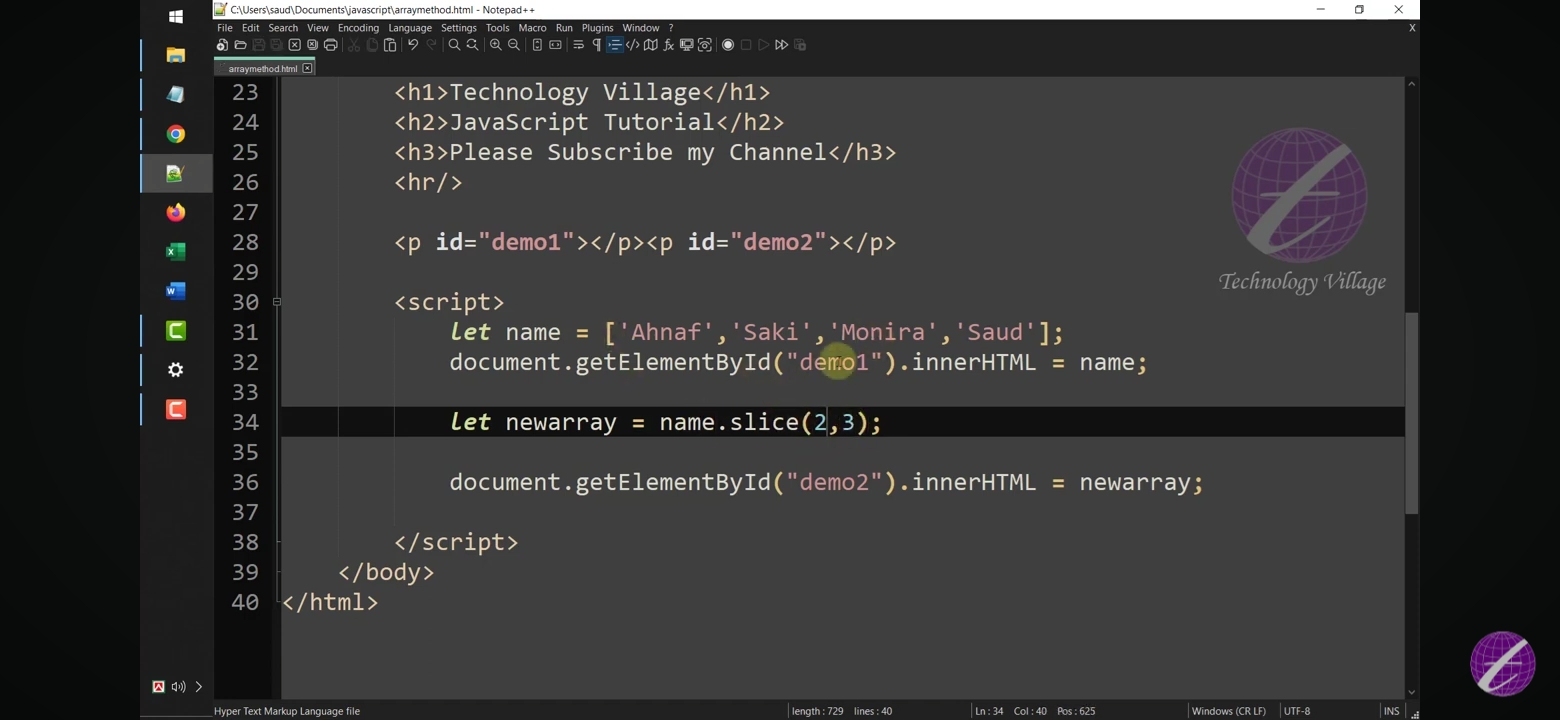 C:\Users\saud\Documents\javascript\arraymethod.html - Notepad++
File Edit Search View Encoding Language Settings Tools Macro Run Plugins Window ? X
arraymethod.html
23 <h1>Technology Village</h1>
24 <h2>JavaScript Tutorial</h2>
25 <h3>Please Subscribe my Channel</h3>
26 <hr/>
27
28 <p id="demo1"></p><p id="demo2"></p>
29
Technology Village
30 <script>
31 let name = ['Ahnaf','Saki','Monira','Saud'];
32 document.getElementById("demo1").innerHTML = name;
33
34 let newarray = name.slice(2,3);
35
36 document.getElementById("demo2").innerHTML = newarray;
37
38 </script>
39 </body>
40 </html>
Hyper Text Markup Language file length : 729 lines : 40 Ln : 34 Col : 40 Pos : 625 Windows (CR LF) UTF-8 INS